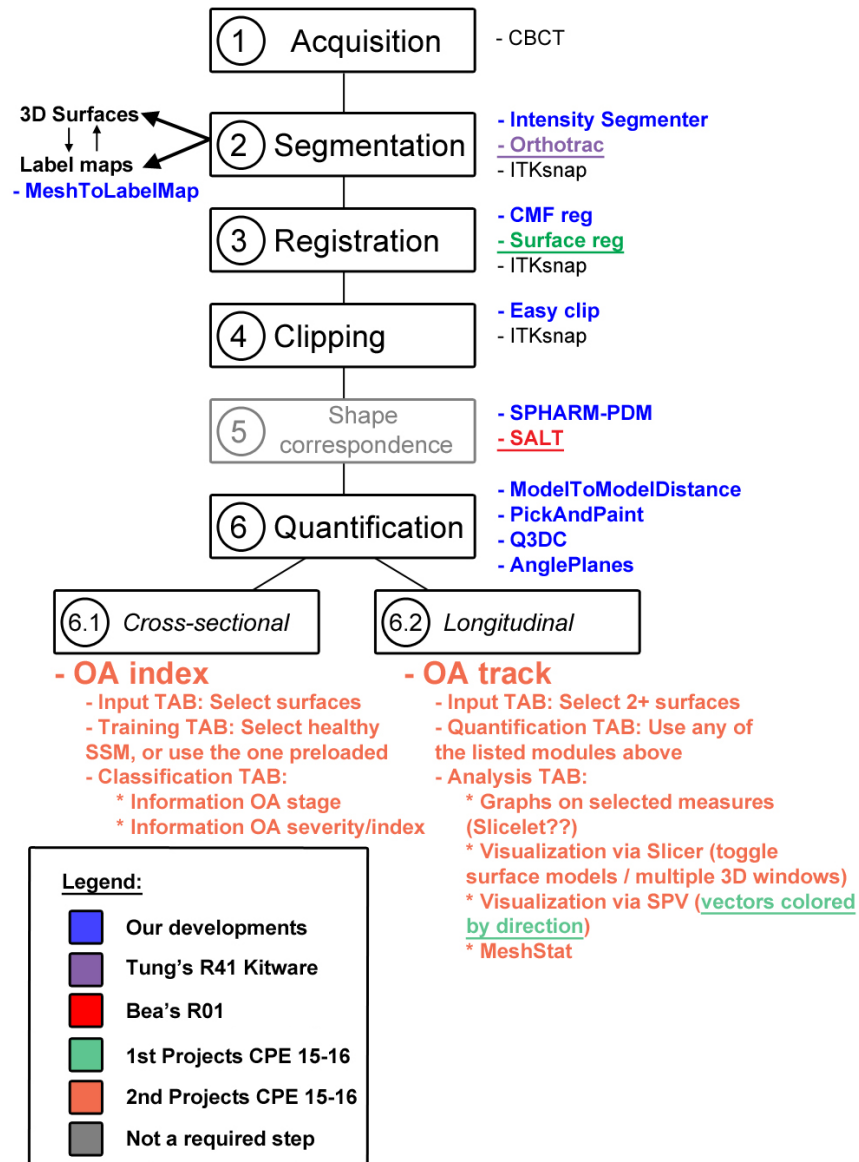 1 Acquisition
- CBCT
3D Surfaces
Label maps
- MeshToLabelMap
2 Segmentation
- Intensity Segmenter
- Orthotrac
- ITKsnap
3 Registration
- CMF reg
- Surface reg
- ITKsnap
4 Clipping
- Easy clip
- ITKsnap
5 Shape
correspondence
- SPHARM-PDM
- SALT
6 Quantification
- ModelToModelDistance
- PickAndPaint
- Q3DC
- AnglePlanes
6.1 Cross-sectional
- OA index
- Input TAB: Select surfaces
- Training TAB: Select healthy
SSM, or use the one preloaded
- Classification TAB:
* Information OA stage
* Information OA severity/index
6.2 Longitudinal
- OA track
- Input TAB: Select 2+ surfaces
- Quantification TAB: Use any of
the listed modules above
- Analysis TAB:
* Graphs on selected measures
(Slicelet??)
* Visualization via Slicer (toggle
surface models / multiple 3D windows)
* Visualization via SPV (vectors colored
by direction)
* MeshStat
Legend:
Our developments
Tung's R41 Kitware
Bea's R01
1st Projects CPE 15-16
2nd Projects CPE 15-16
Not a required step